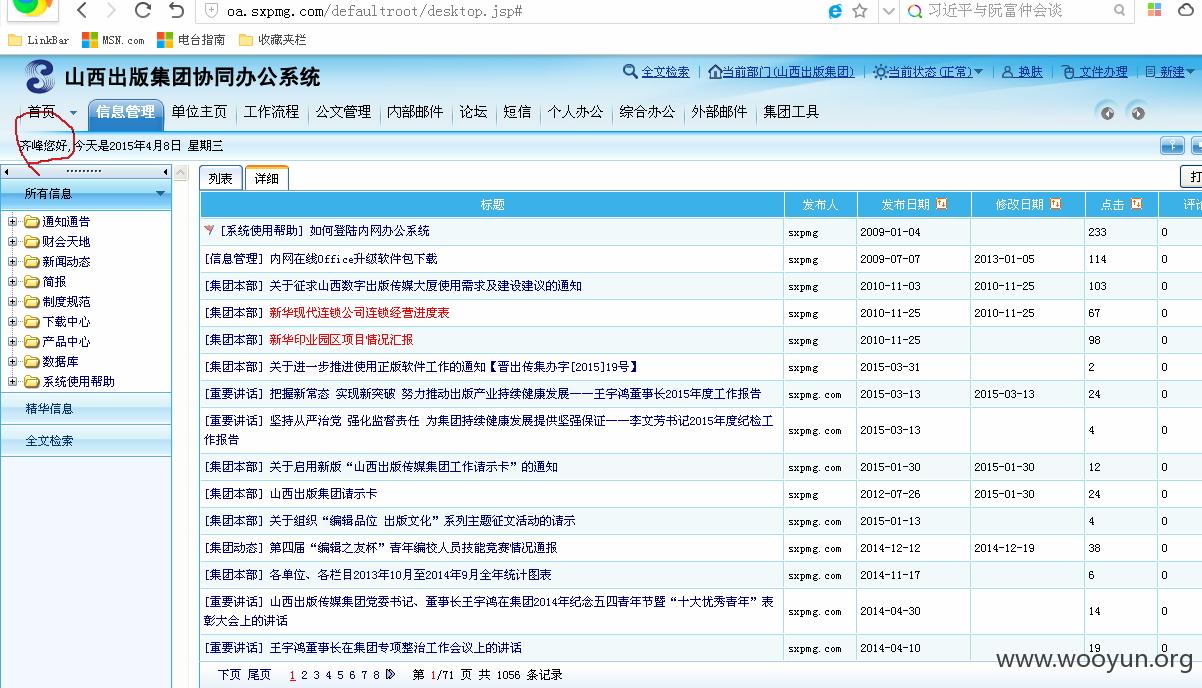 oa.sxpmg.com/defaultroot/desktop.jsp#
习近平与阮富仲会谈
LinkBar MSN.com 电台指南 收藏夹栏
山西出版集团协同办公系统
全文检索 当前部门(山西出版集团) 当前状态(正常) 换肤 文件办理 新建
首页 信息管理 单位主页 工作流程 公文管理 内部邮件 论坛 短信 个人办公 综合办公 外部邮件 集团工具
齐峰您好,今天是2015年4月8日 星期三
所有信息
通知通告
财会天地
新闻动态
简报
制度规范
下载中心
产品中心
数据库
系统使用帮助
精华信息
全文检索
列表 详细 打
标题 发布人 发布日期 修改日期 点击 评论
[系统使用帮助] 如何登陆内网办公系统 sxpmg 2009-01-04 233 0
[信息管理] 内网在线Office升级软件包下载 sxpmg 2009-07-07 2013-01-05 114 0
[集团本部] 关于征求山西数字出版传媒大厦使用需求及建设建议的通知 sxpmg 2010-11-03 2010-11-25 103 0
[集团本部] 新华现代连锁公司连锁经营进度表 sxpmg 2010-11-25 2010-11-25 67 0
[集团本部] 新华印业园区项目情况汇报 sxpmg 2010-11-25 98 0
[集团本部] 关于进一步推进使用正版软件工作的通知【晋出传集办字[2015]19号】 sxpmg 2015-03-31 2 0
[重要讲话] 把握新常态 实现新突破 努力推动出版产业持续健康发展——王宇鸿董事长2015年度工作报告 sxpmg.com 2015-03-13 2015-03-13 24 0
[重要讲话] 坚持从严治党 强化监督责任 为集团持续健康发展提供坚强保证——李文芳书记2015年度纪检工
作报告 sxpmg.com 2015-03-13 4 0
[集团本部] 关于启用新版“山西出版传媒集团工作请示卡”的通知 sxpmg.com 2015-01-30 2015-01-30 12 0
[集团本部] 山西出版集团请示卡 sxpmg 2012-07-26 2015-01-30 24 0
[集团本部] 关于组织“编辑品位 出版文化”系列主题征文活动的请示 sxpmg.com 2015-01-13 4 0
[集团动态] 第四届“编辑之友杯”青年编校人员技能竞赛情况通报 sxpmg.com 2014-12-12 2014-12-19 38 0
[集团本部] 各单位、各栏目2013年10月至2014年9月全年统计图表 sxpmg.com 2014-11-17 6 0
[重要讲话] 山西出版传媒集团党委书记、董事长王宇鸿在集团2014年纪念五四青年节暨“十大优秀青年”表
彰大会上的讲话 sxpmg.com 2014-04-30 14 0
[重要讲话] 王宇鸿董事长在集团专项整治工作会议上的讲话 sxpmg.com 2014-04-10 19 0
下页 尾页 1 2 3 4 5 6 7 8 第 1/71 页 共 1056 条记录
www.wooyun.org